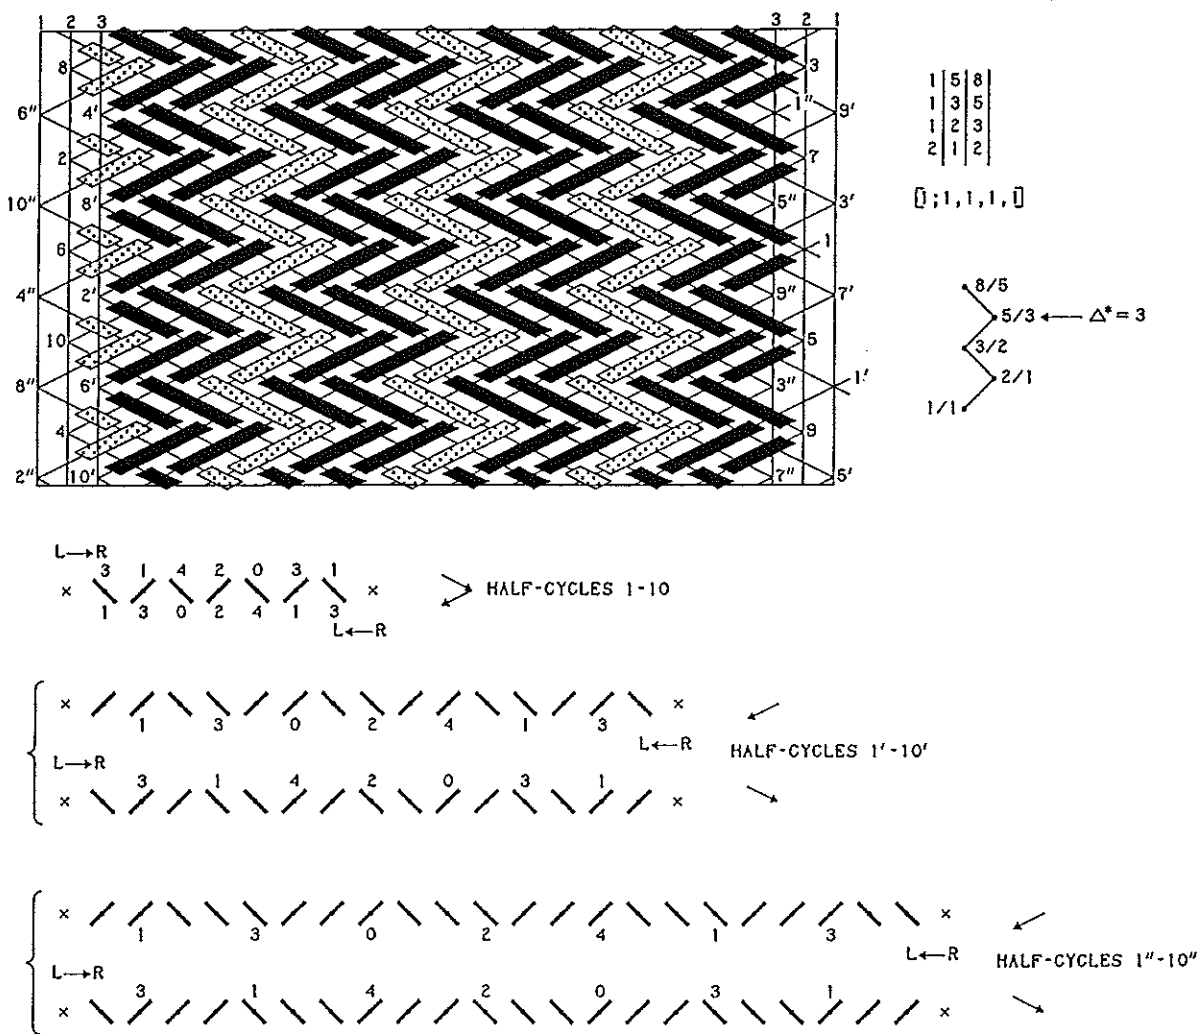 1 2 3 3 2 1
8 3
6" 4' 1" 9'
2 7
10" 8' 5" 3'
6 1
4" 2' 9" 7'
10 5
8" 6' 3" 1'
4 9
2" 10' 7" 5'
1 5 8
1 3 5
1 2 3
2 1 2
[1;1,1,1,1]
8/5
5/3 ← Δ* = 3
3/2
2/1
1/1
L→R
3 1 4 2 0 3 1
× \ / \ / \ / \ × HALF-CYCLES 1-10
1 3 0 2 4 1 3
L←R
× / / \ \ / / \ \ / / \ \ / / \ ×
1 3 0 2 4 1 3
L←R
HALF-CYCLES 1'-10'
L→R
3 1 4 2 0 3 1
× \ / / \ \ / / \ \ / / \ \ / / ×
× / / \ \ \ / / / \ \ \ / / / \ \ \ / / / \ \ ×
1 3 0 2 4 1 3
L←R
HALF-CYCLES 1"-10"
L→R
3 1 4 2 0 3 1
× \ \ / / / \ \ \ / / / \ \ \ / / / \ \ \ / / ×